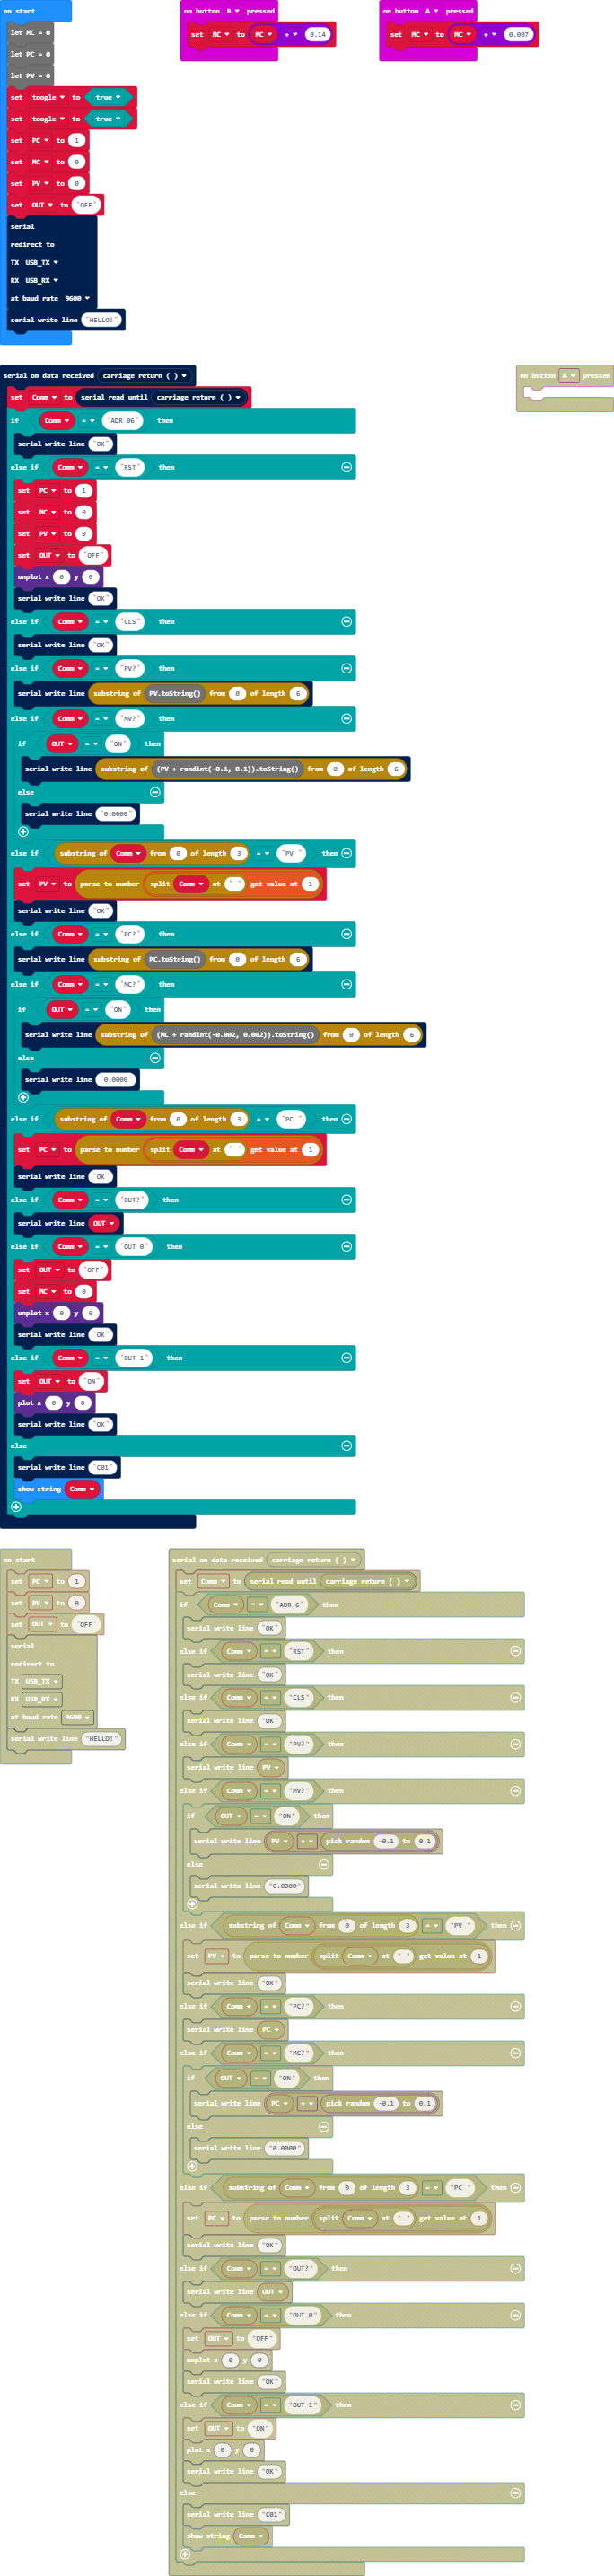 on start
let MC = 0
let PC = 0
let PV = 0
set toogle to true
set toogle to true
set PC to 1
set MC to 0
set PV to 0
set OUT to "OFF"
serial
redirect to
TX USB_TX
RX USB_RX
at baud rate 9600
serial write line "HELLO!"
on button B pressed
set MC to MC + 0.14
on button A pressed
set MC to MC + 0.007
serial on data received carriage return ( )
set Comm to serial read until carriage return ( )
if Comm = "ADR 06" then
serial write line "OK"
else if Comm = "RST" then
set PC to 1
set MC to 0
set PV to 0
set OUT to "OFF"
unplot x 0 y 0
serial write line "OK"
else if Comm = "CLS" then
serial write line "OK"
else if Comm = "PV?" then
serial write line substring of PV.toString() from 0 of length 6
else if Comm = "MV?" then
if OUT = "ON" then
serial write line substring of (PV + randint(-0.1, 0.1)).toString() from 0 of length 6
else
serial write line "0.0000"
else if substring of Comm from 0 of length 3 = "PV " then
set PV to parse to number split Comm at " " get value at 1
serial write line "OK"
else if Comm = "PC?" then
serial write line substring of PC.toString() from 0 of length 6
else if Comm = "MC?" then
if OUT = "ON" then
serial write line substring of (MC + randint(-0.002, 0.002)).toString() from 0 of length 6
else
serial write line "0.0000"
else if substring of Comm from 0 of length 3 = "PC " then
set PC to parse to number split Comm at " " get value at 1
serial write line "OK"
else if Comm = "OUT?" then
serial write line OUT
else if Comm = "OUT 0" then
set OUT to "OFF"
set MC to 0
unplot x 0 y 0
serial write line "OK"
else if Comm = "OUT 1" then
set OUT to "ON"
plot x 0 y 0
serial write line "OK"
else
serial write line "C01"
show string Comm
on button A pressed
on start
set PC to 1
set PV to 0
set OUT to "OFF"
serial
redirect to
TX USB_TX
RX USB_RX
at baud rate 9600
serial write line "HELLO!"
serial on data received carriage return ( )
set Comm to serial read until carriage return ( )
if Comm = "ADR 6" then
serial write line "OK"
else if Comm = "RST" then
serial write line "OK"
else if Comm = "CLS" then
serial write line "OK"
else if Comm = "PV?" then
serial write line PV
else if Comm = "MV?" then
if OUT = "ON" then
serial write line PV + pick random -0.1 to 0.1
else
serial write line "0.0000"
else if substring of Comm from 0 of length 3 = "PV " then
set PV to parse to number split Comm at " " get value at 1
serial write line "OK"
else if Comm = "PC?" then
serial write line PC
else if Comm = "MC?" then
if OUT = "ON" then
serial write line PC + pick random -0.1 to 0.1
else
serial write line "0.0000"
else if substring of Comm from 0 of length 3 = "PC " then
set PC to parse to number split Comm at " " get value at 1
serial write line "OK"
else if Comm = "OUT?" then
serial write line OUT
else if Comm = "OUT 0" then
set OUT to "OFF"
unplot x 0 y 0
serial write line "OK"
else if Comm = "OUT 1" then
set OUT to "ON"
plot x 0 y 0
serial write line "OK"
else
serial write line "C01"
show string Comm